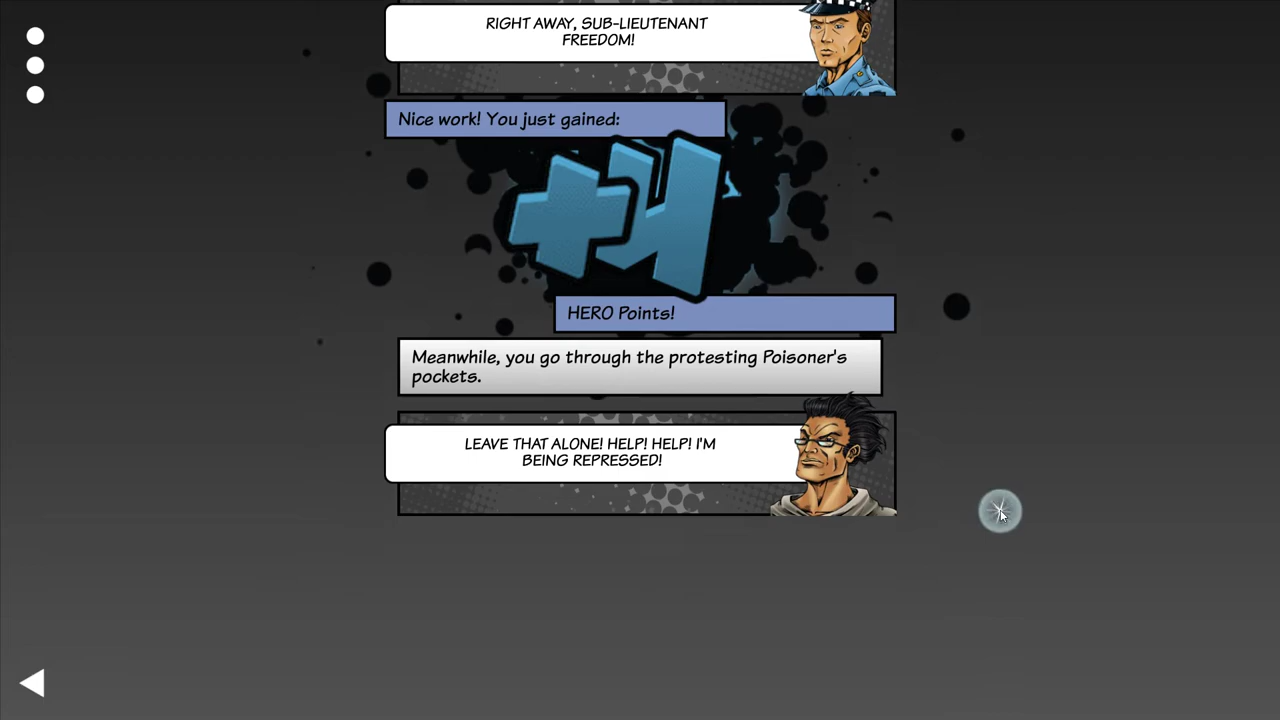 RIGHT AWAY, SUB-LIEUTENANT
FREEDOM!
Nice work! You just gained:
+4
HERO Points!
Meanwhile, you go through the protesting Poisoner's
pockets.
LEAVE THAT ALONE! HELP! HELP! I'M
BEING REPRESSED!